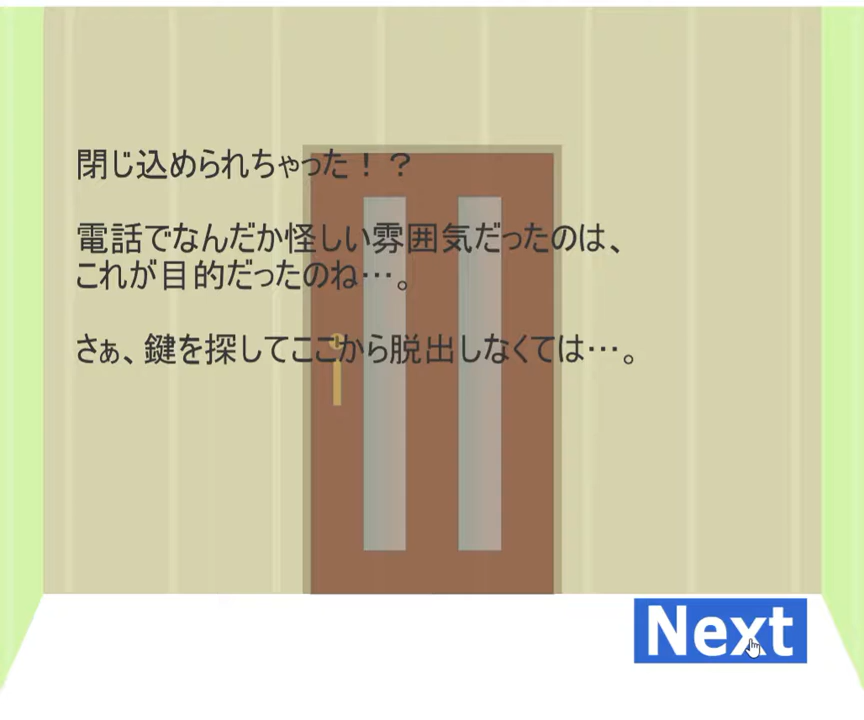 閉じ込められちゃった！？
電話でなんだか怪しい雰囲気だったのは、
これが目的だったのね…。
さぁ、鍵を探してここから脱出しなくては…。
Next